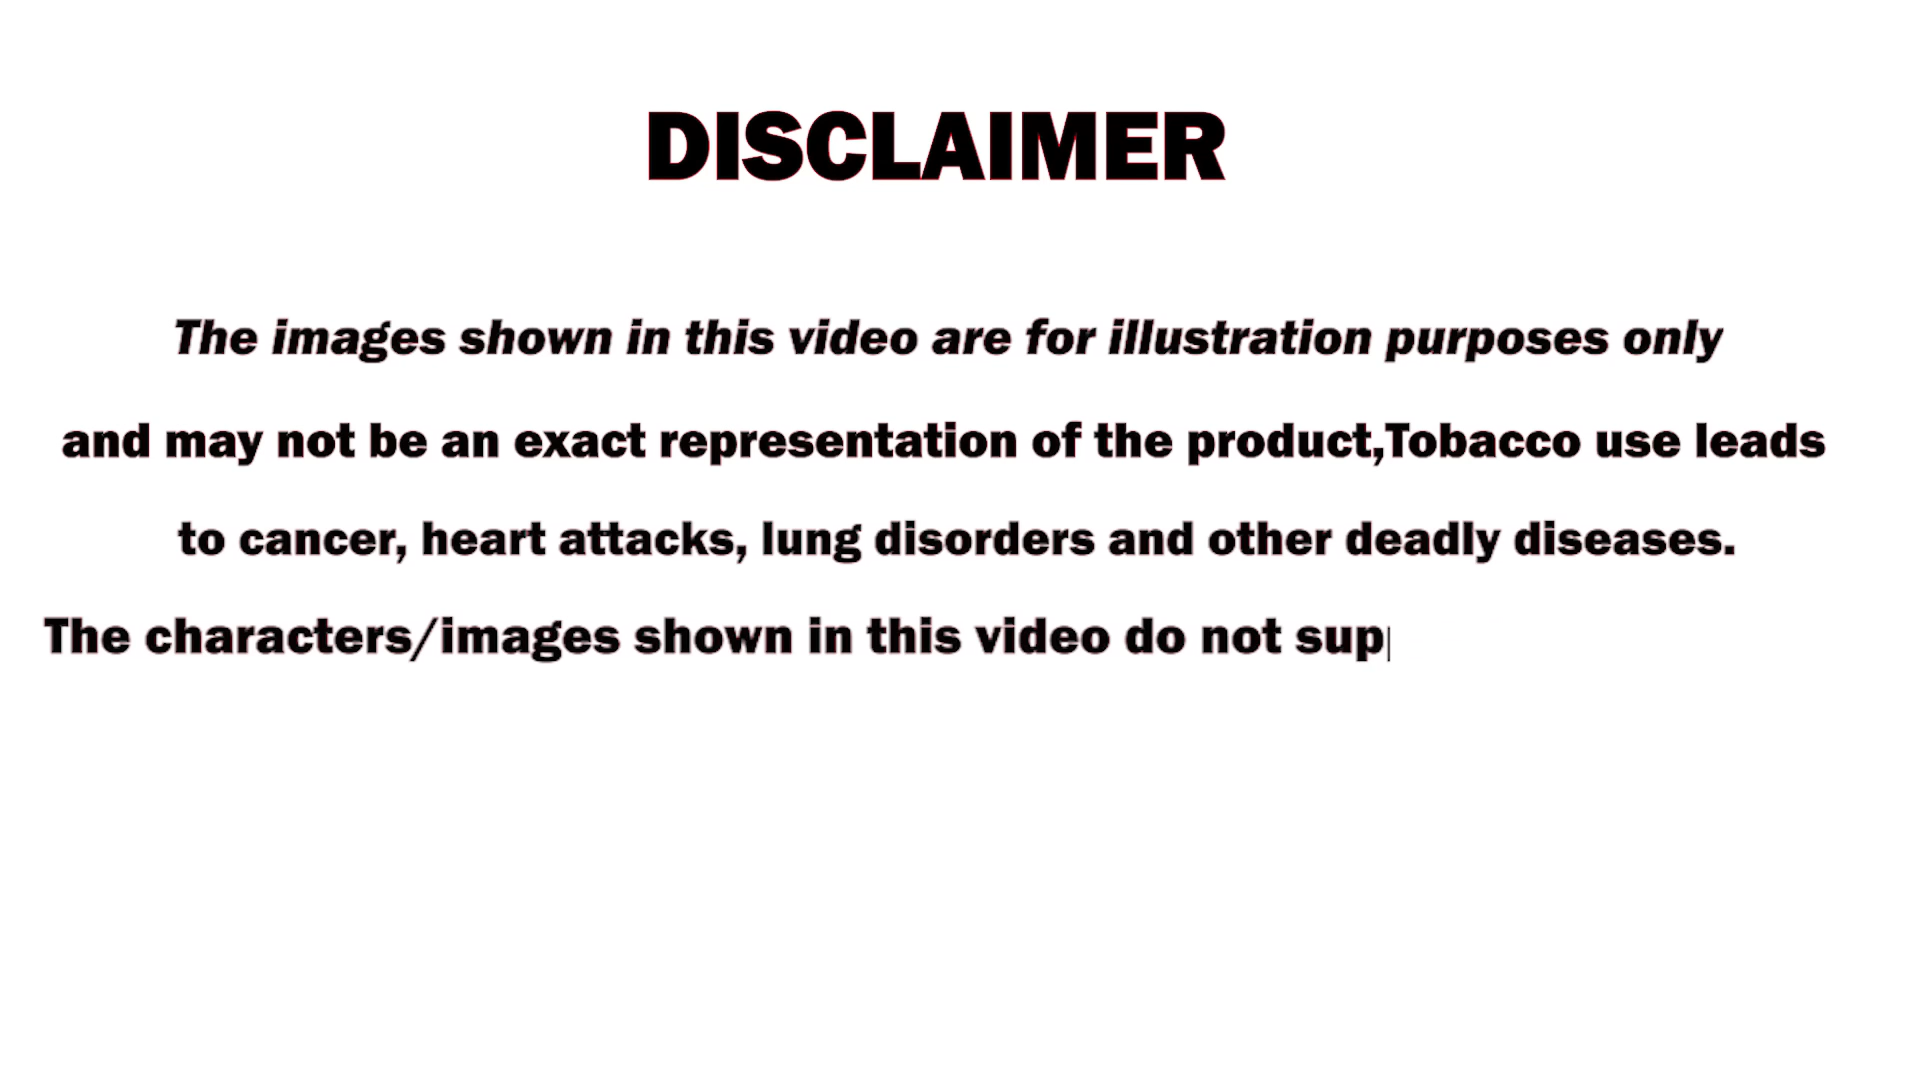 DISCLAIMER
The images shown in this video are for illustration purposes only
and may not be an exact representation of the product,Tobacco use leads
to cancer, heart attacks, lung disorders and other deadly diseases.
The characters/images shown in this video do not sup